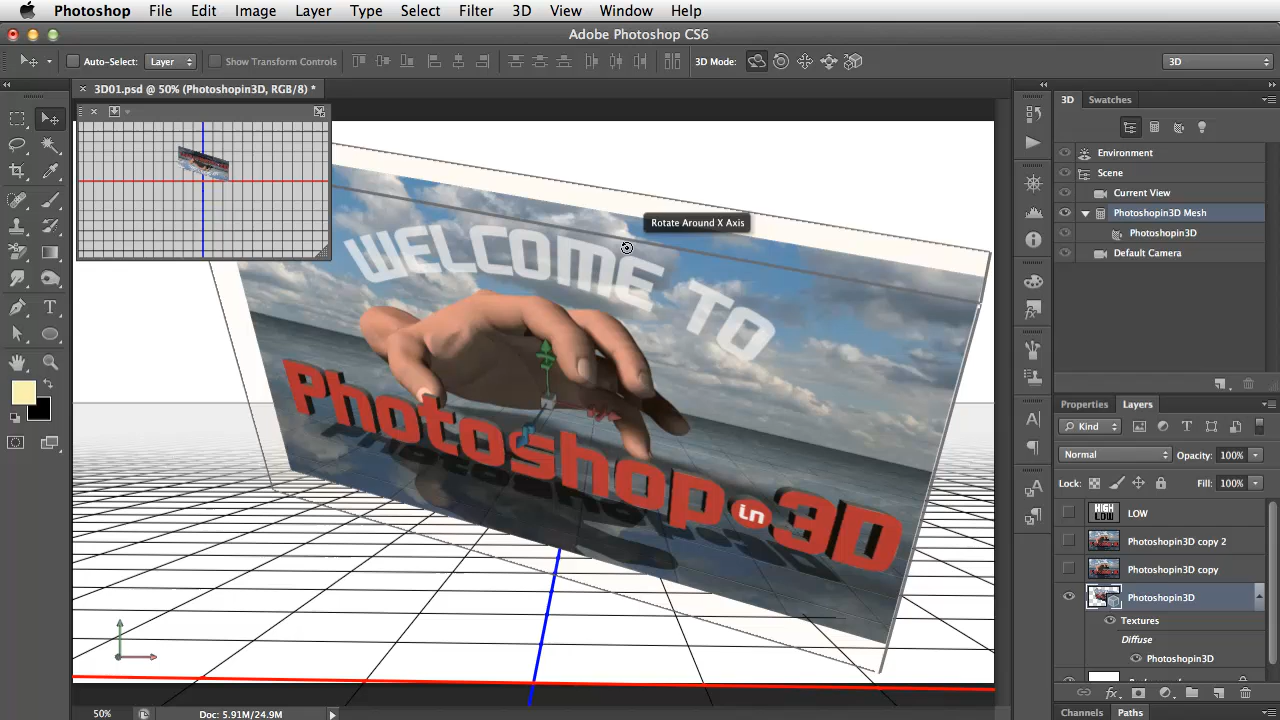 Photoshop File Edit Image Layer Type Select Filter 3D View Window Help
Adobe Photoshop CS6
Auto-Select: Layer Show Transform Controls 3D Mode: 3D
3D01.psd @ 50% (Photoshopin3D, RGB/8) *
3D Swatches
Environment
Scene
Current View
Photoshopin3D Mesh
Photoshopin3D
Default Camera
Rotate Around X Axis
WELCOME TO
Photoshop in 3D
Properties Layers
Kind
Normal Opacity: 100%
Lock: Fill: 100%
HIGH
LOW
LOW
Photoshopin3D copy 2
Photoshopin3D copy
Photoshopin3D
Textures
Diffuse
Photoshopin3D
50% Doc: 5.91M/24.9M
Channels Paths